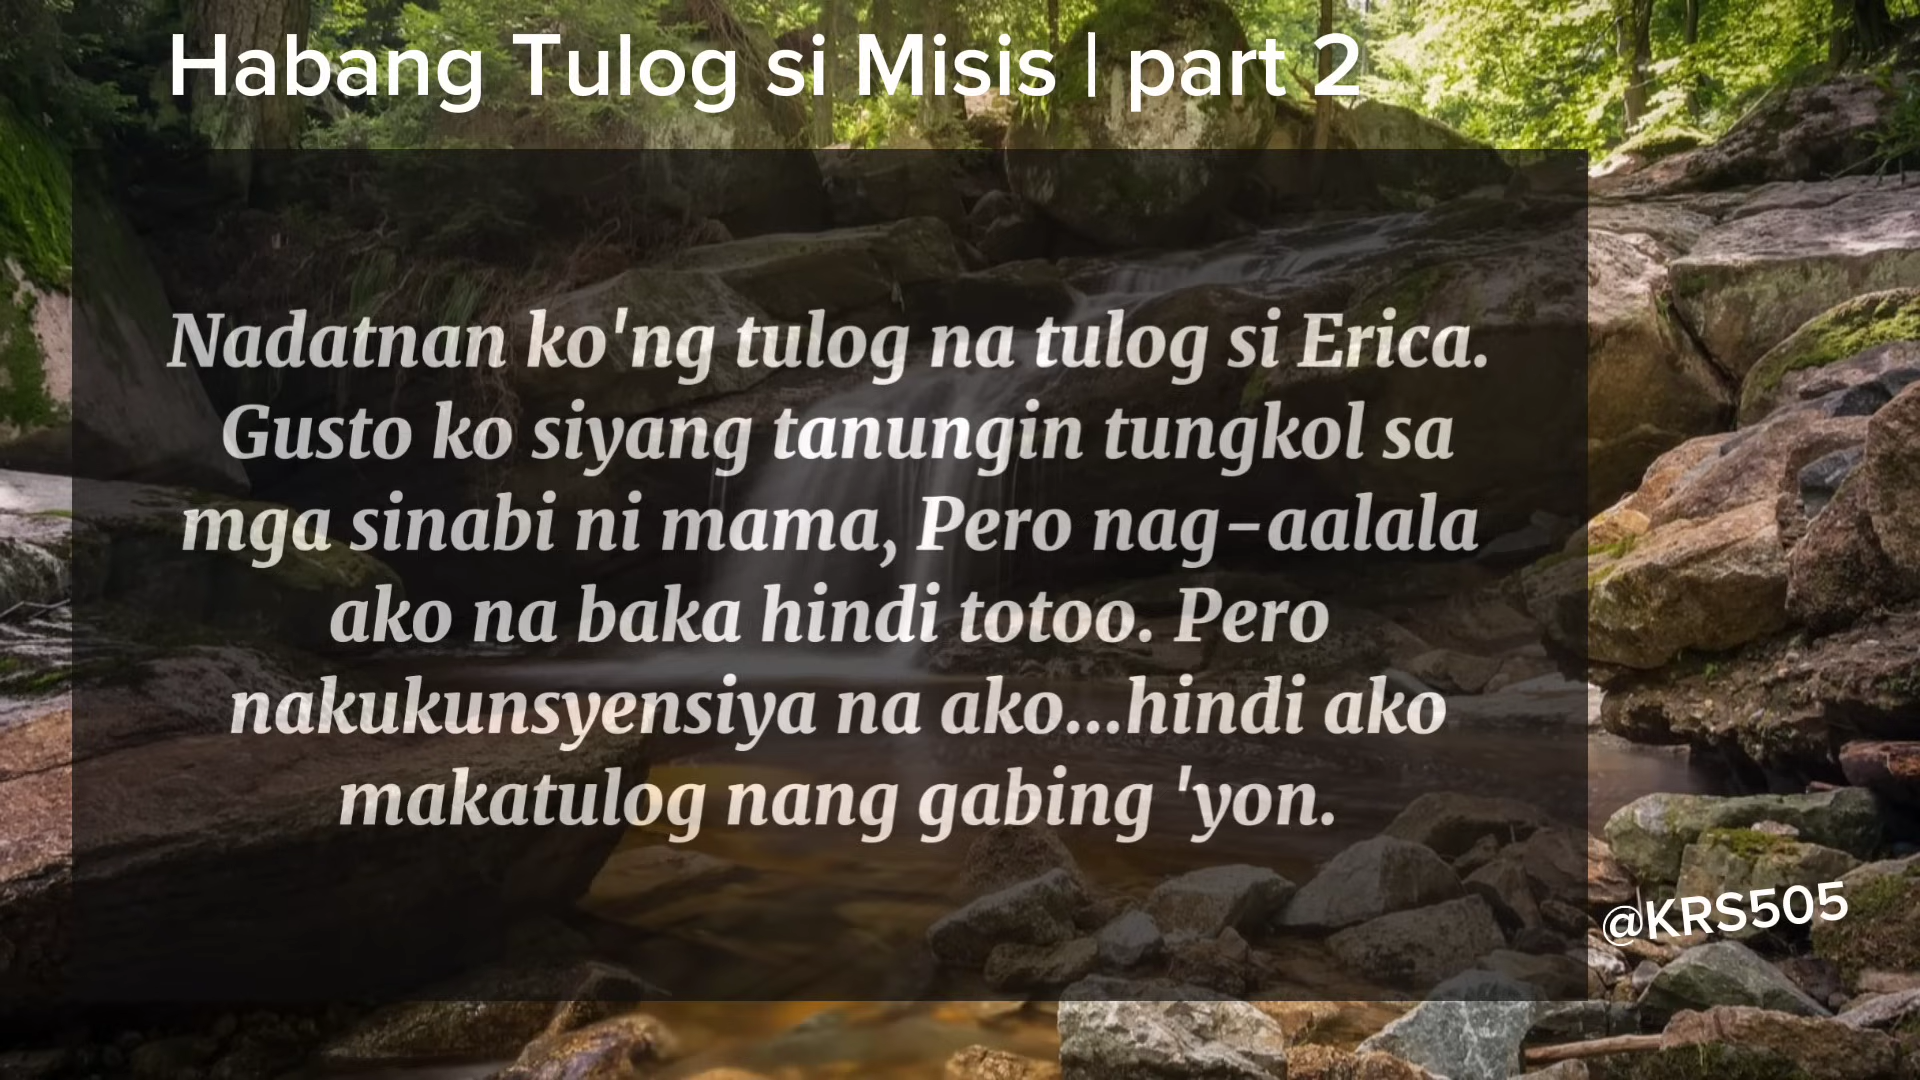 Habang Tulog si Misis | part 2
Nadatnan ko'ng tulog na tulog si Erica.
Gusto ko siyang tanungin tungkol sa
mga sinabi ni mama, Pero nag-aalala
ako na baka hindi totoo. Pero
nakukunsyensiya na ako...hindi ako
makatulog nang gabing 'yon.
@KRS505